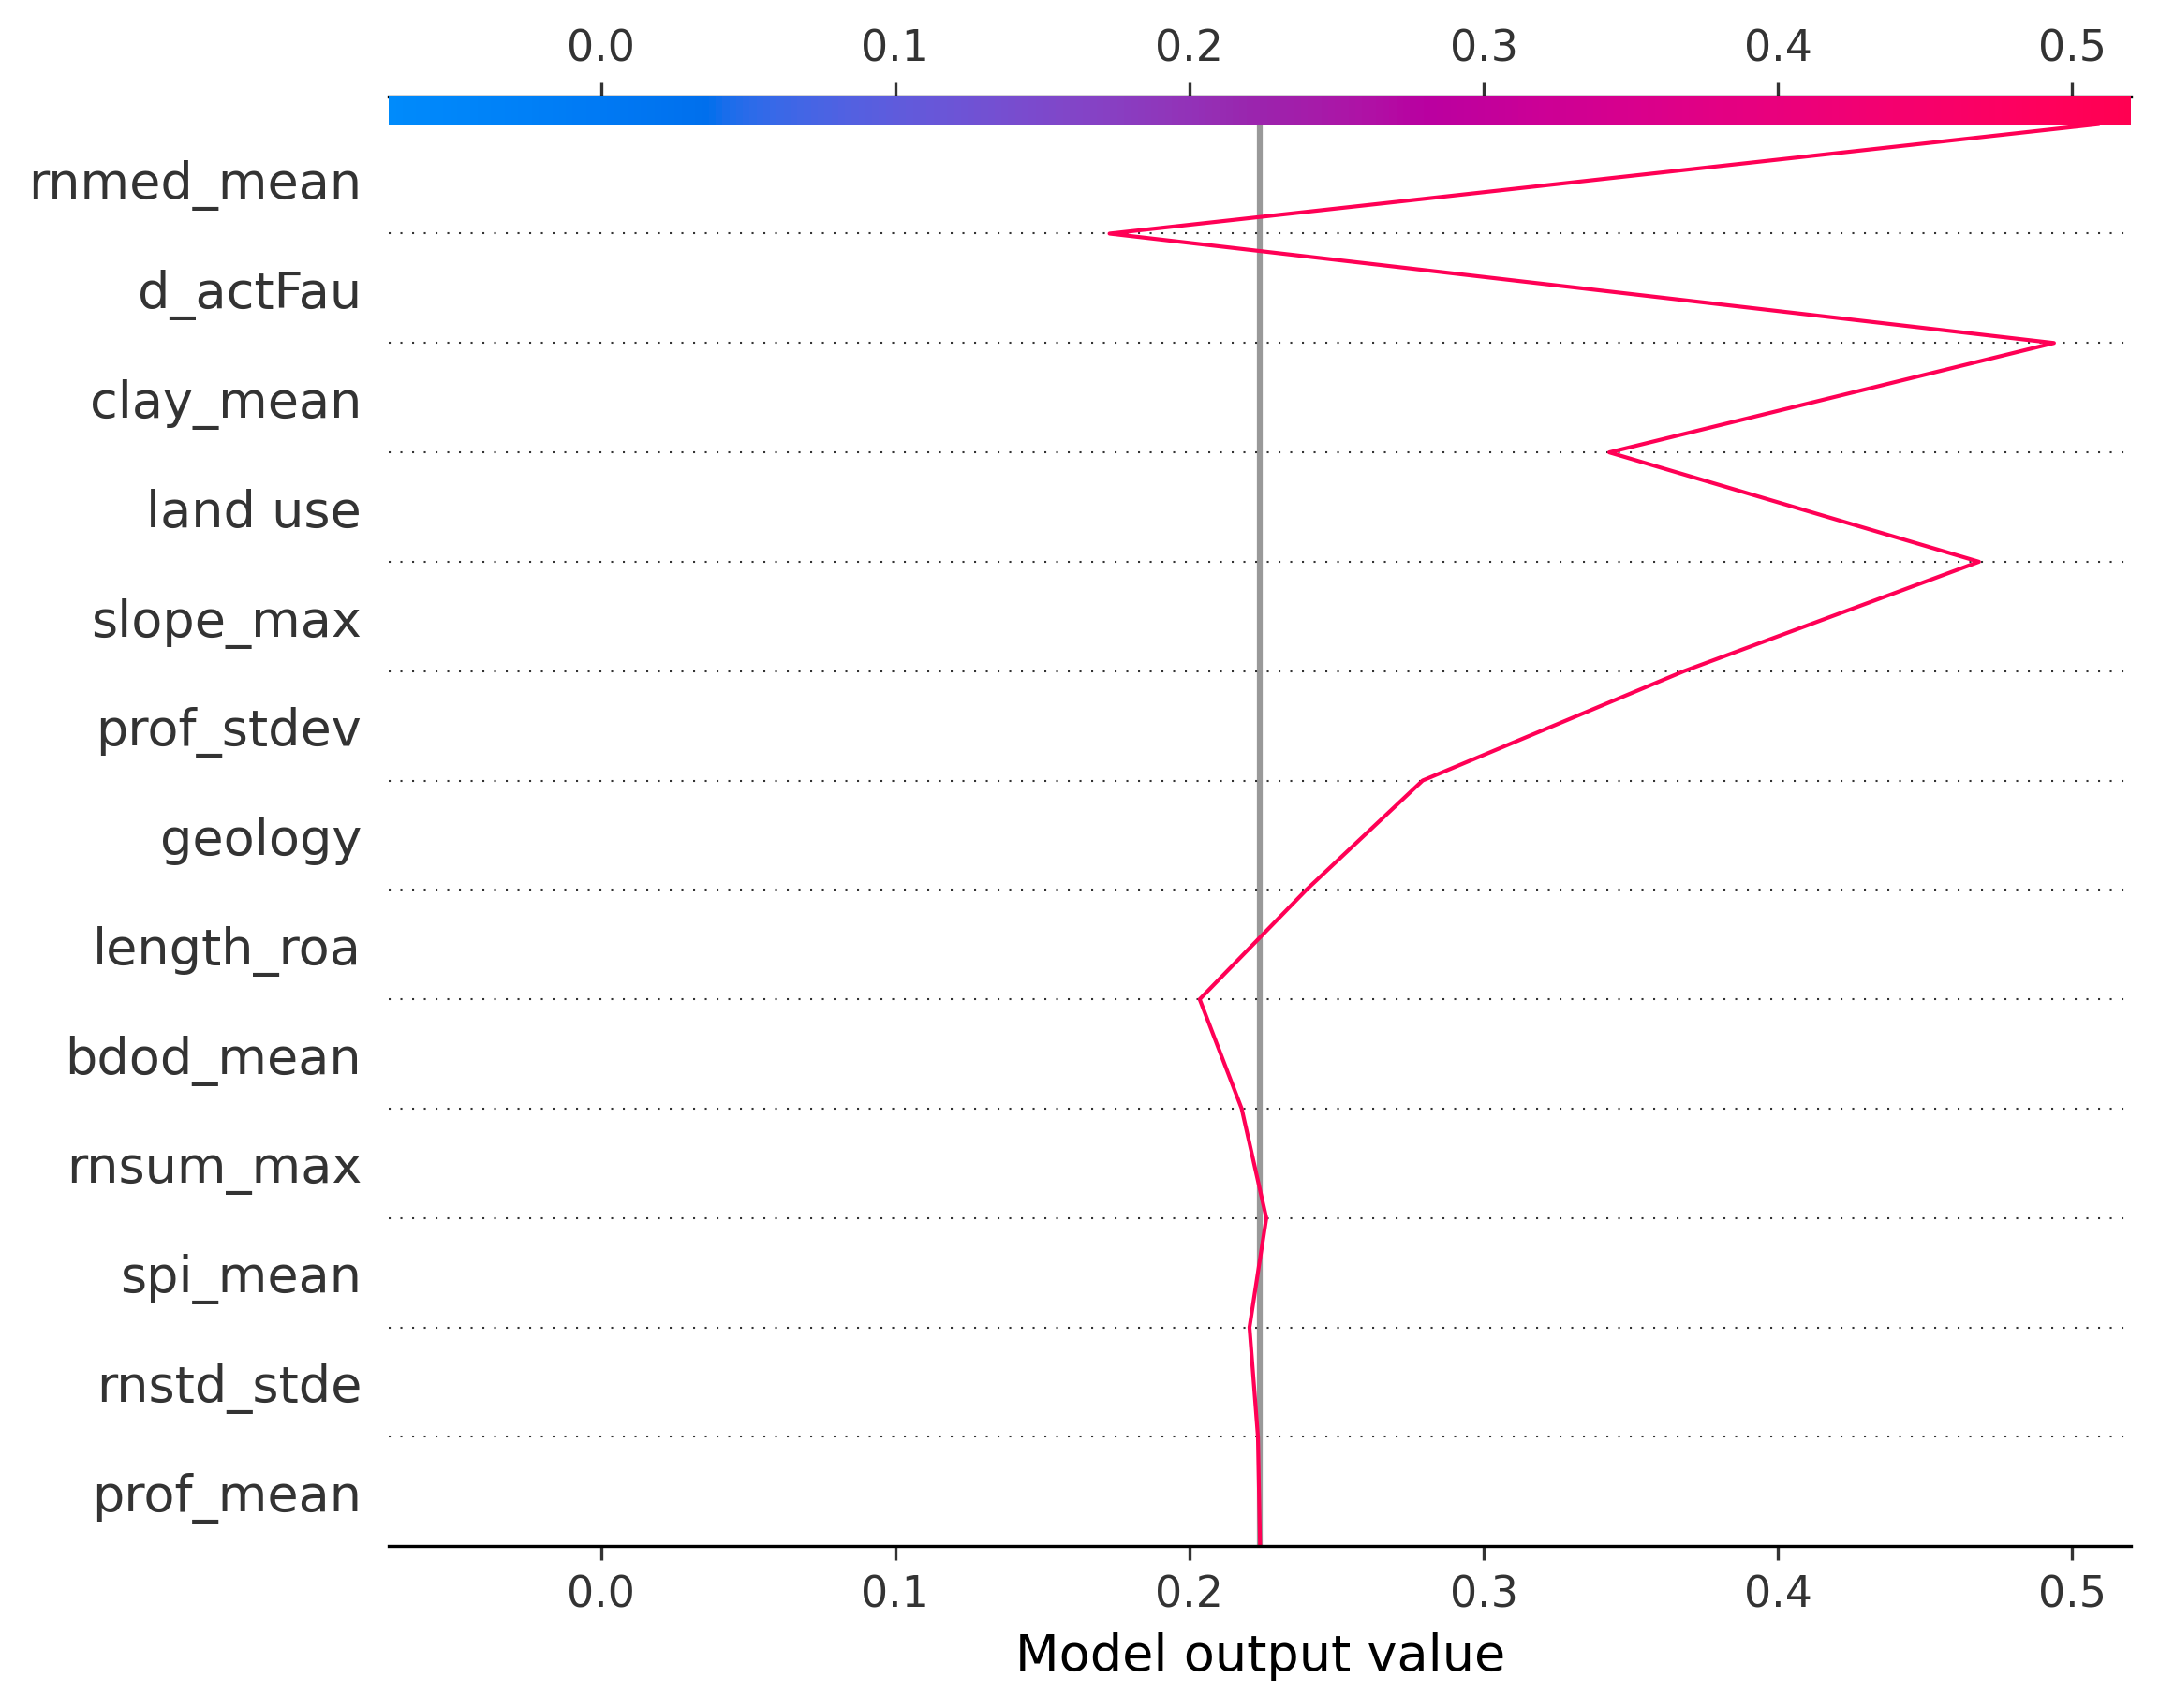 0.0 0.1 0.2 0.3 0.4 0.5
rnmed_mean
d_actFau
clay_mean
land use
slope_max
prof_stdev
geology
length_roa
bdod_mean
rnsum_max
spi_mean
rnstd_stde
prof_mean
0.0 0.1 0.2 0.3 0.4 0.5
Model output value